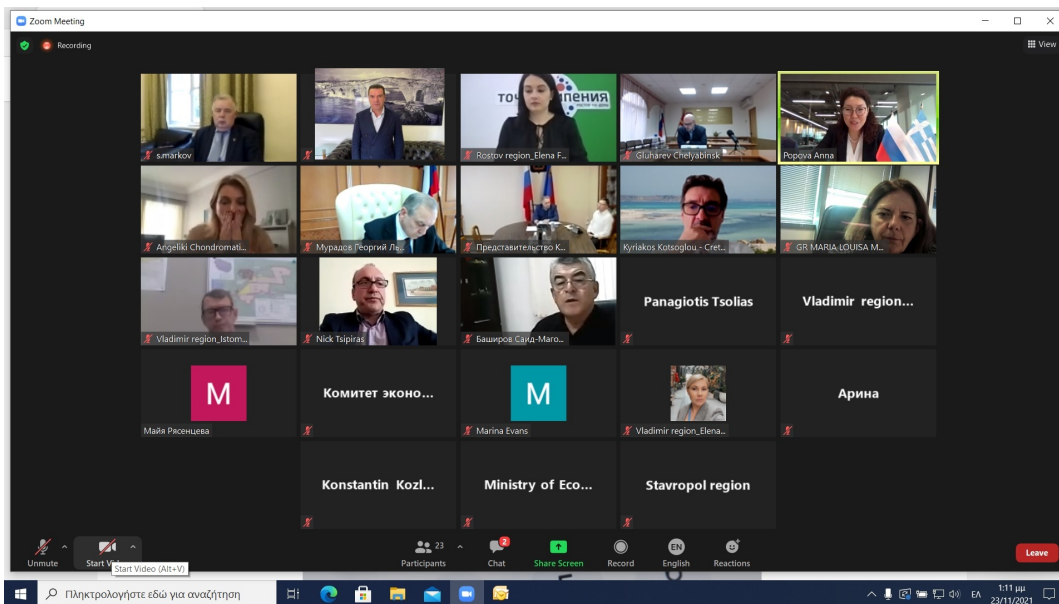 Zoom Meeting
Recording
View
s.markov
точ
ипения
Rostov region_Elena F...
Gluharev Chelyabinsk
Popova Anna
Angeliki Chondromati...
Мурадов Георгий Ль...
Представительство К...
Kyriakos Kotsoglou - Cret...
GR MARIA LOUISA M...
Vladimir region_Istom...
Nick Tsipiras
Баширов Саид-Маго...
Panagiotis Tsolias
Vladimir region...
M
Майя Рясенцева
Комитет эконо...
M
Marina Evans
Vladimir region_Elena...
Арина
Konstantin Kozl...
Ministry of Eco...
Stavropol region
Unmute
Start Vid
Start Video (Alt+V)
23
Participants
2
Chat
Share Screen
Record
EN
English
Reactions
Leave
Πληκτρολογήστε εδώ για αναζήτηση
ΕΛ
1:11 μμ
23/11/2021